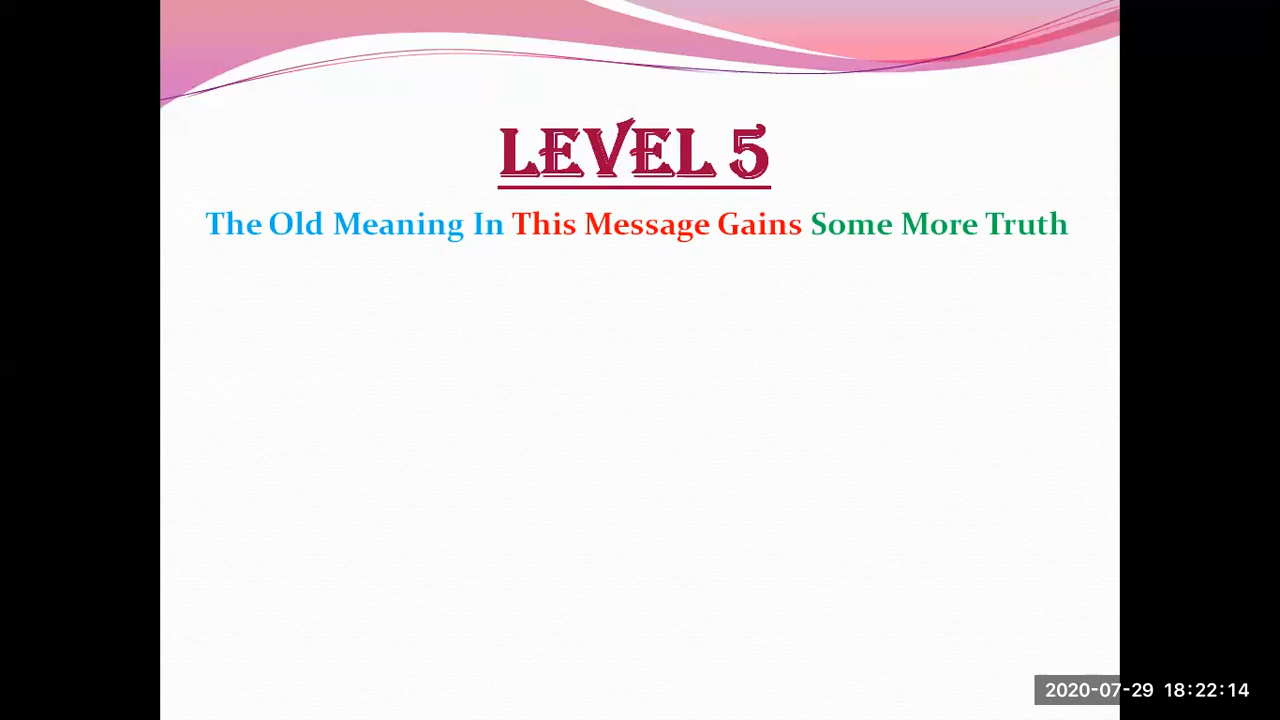 LEVEL 5
The Old Meaning In This Message Gains Some More Truth
2020-07-29 18:22:14